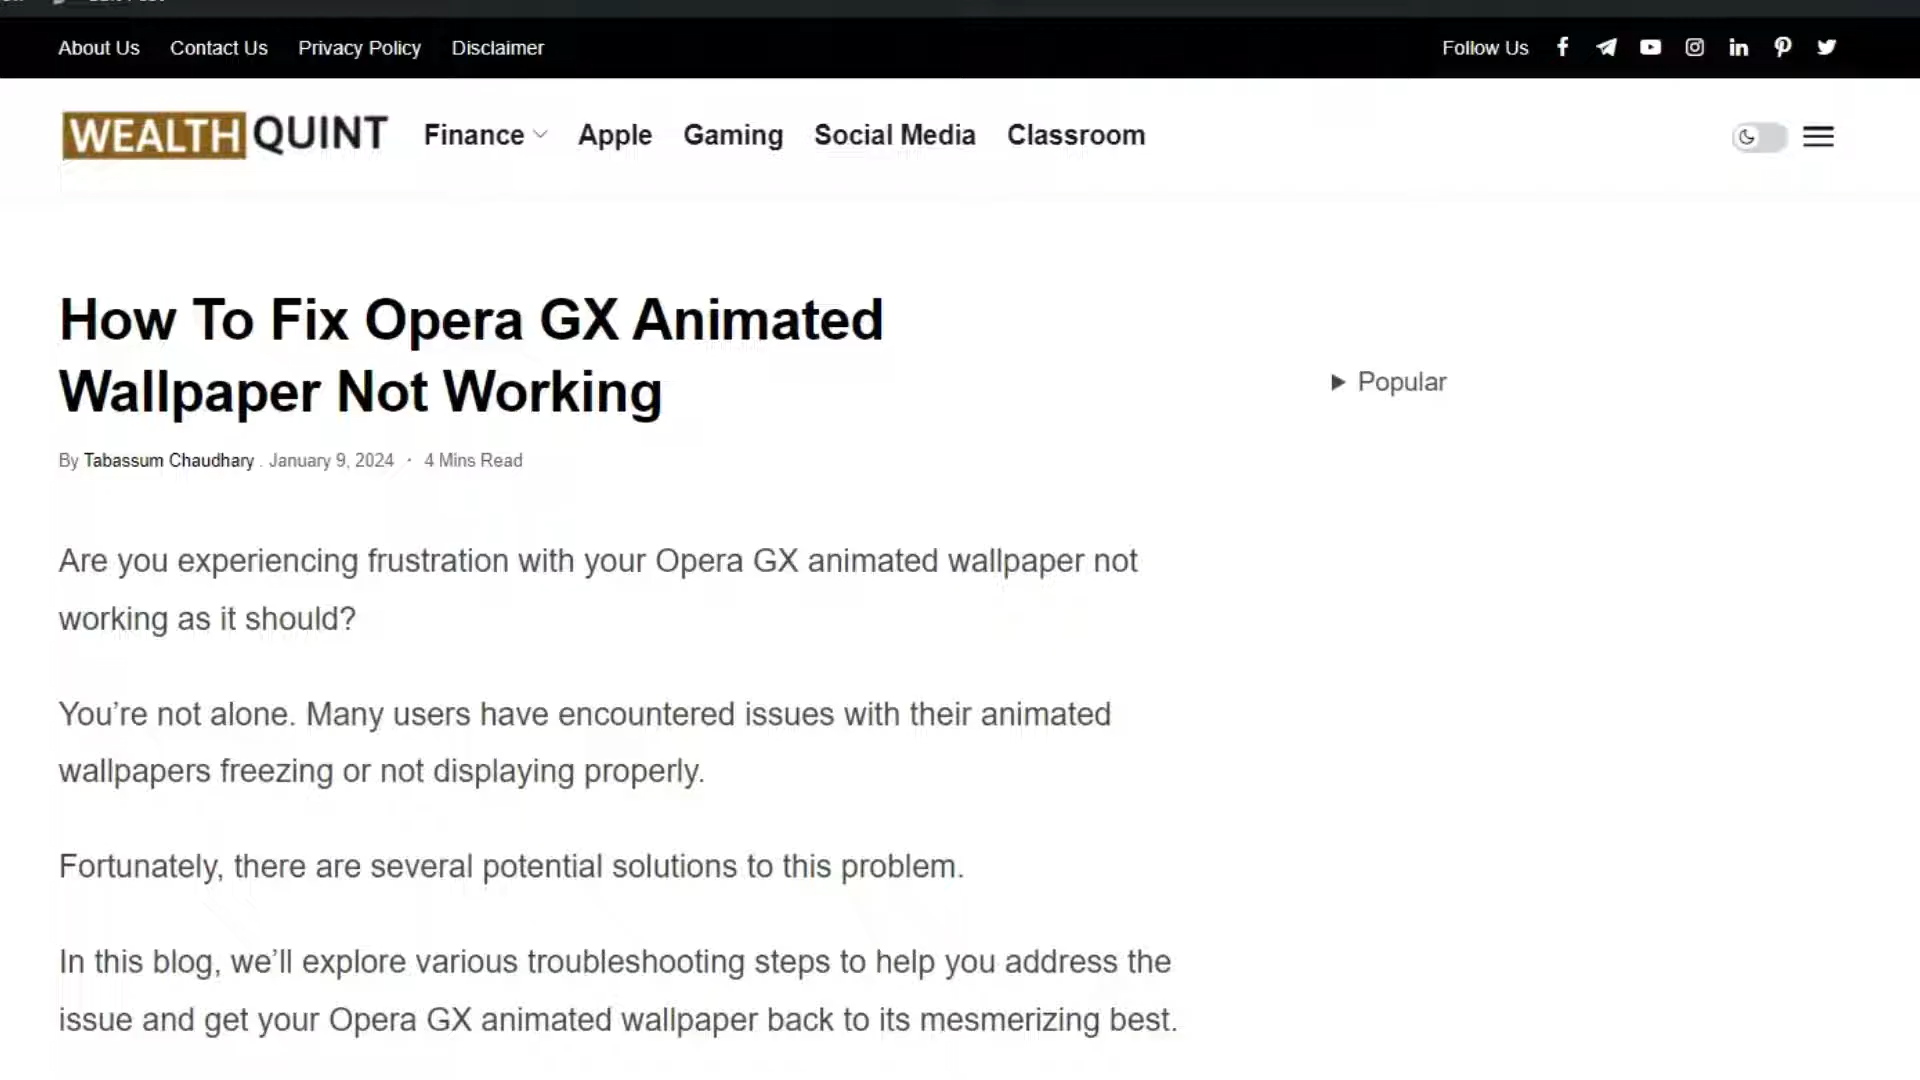 About Us Contact Us Privacy Policy Disclaimer Follow Us
WEALTH QUINT Finance Apple Gaming Social Media Classroom
How To Fix Opera GX Animated
Wallpaper Not Working
Popular
By Tabassum Chaudhary . January 9, 2024 · 4 Mins Read
Are you experiencing frustration with your Opera GX animated wallpaper not
working as it should?
You’re not alone. Many users have encountered issues with their animated
wallpapers freezing or not displaying properly.
Fortunately, there are several potential solutions to this problem.
In this blog, we’ll explore various troubleshooting steps to help you address the
issue and get your Opera GX animated wallpaper back to its mesmerizing best.